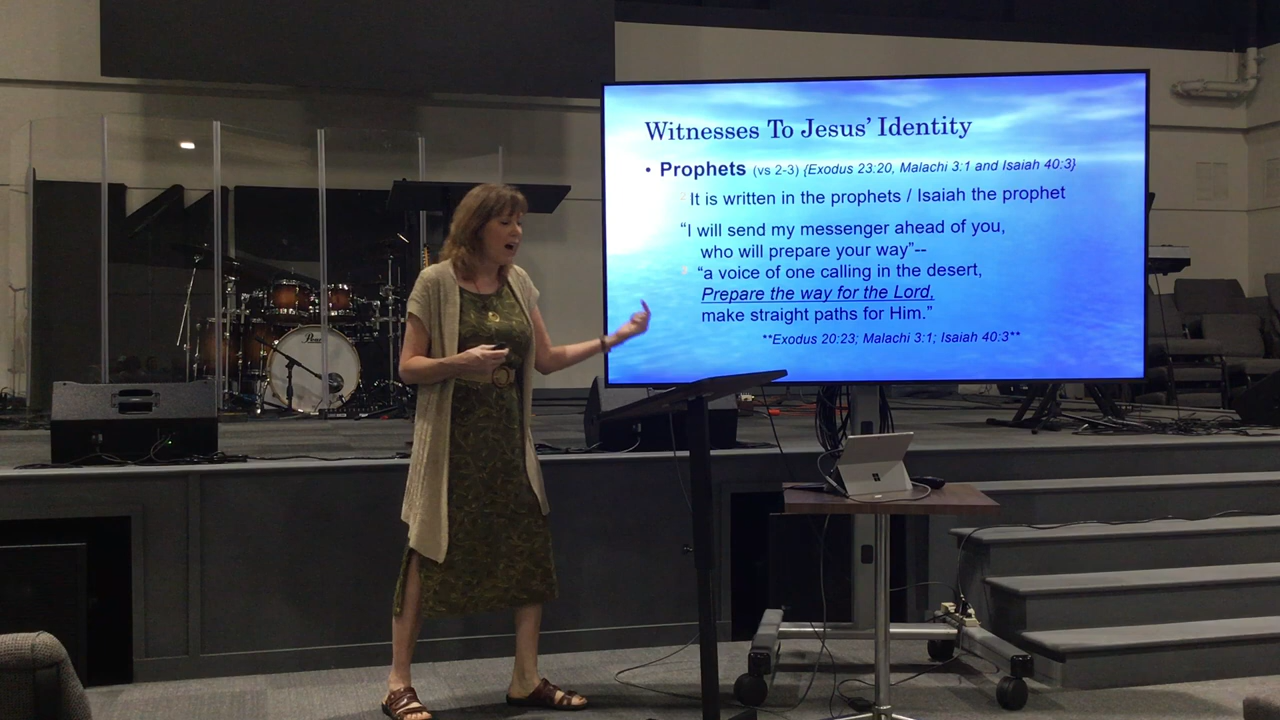 Witnesses To Jesus' Identity
• Prophets (vs 2-3) {Exodus 23:20, Malachi 3:1 and Isaiah 40:3}
It is written in the prophets / Isaiah the prophet
“I will send my messenger ahead of you,
who will prepare your way”--
“a voice of one calling in the desert,
Prepare the way for the Lord,
make straight paths for Him.”
**Exodus 20:23; Malachi 3:1; Isaiah 40:3**
Pearl